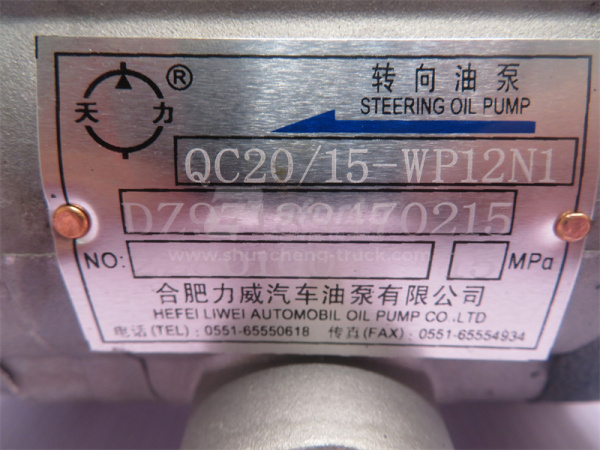 天 力 ®
转向油泵
STEERING OIL PUMP
QC20/15-WP12N1
NO:
MPa
www.shuncheng-truck.com
合肥力威汽车油泵有限公司
HEFEI LIWEI AUTOMOBIL OIL PUMP CO.,LTD
电话(TEL): 0551-65550618 传真(FAX): 0551-65554934